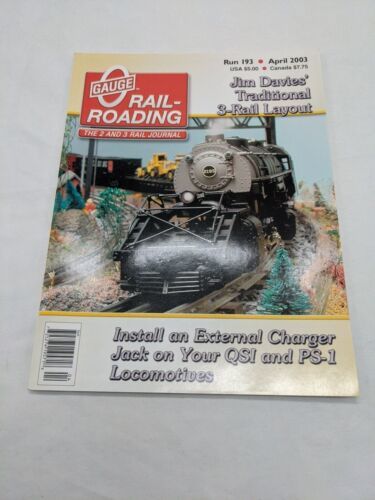 Run 193 • April 2003
USA $5.00 • Canada $7.75
O
GAUGE
RAIL-
ROADING
THE 2 AND 3 RAIL JOURNAL
Jim Davies'
Traditional
3-Rail Layout
Install an External Charger
Jack on Your QSI and PS-1
Locomotives